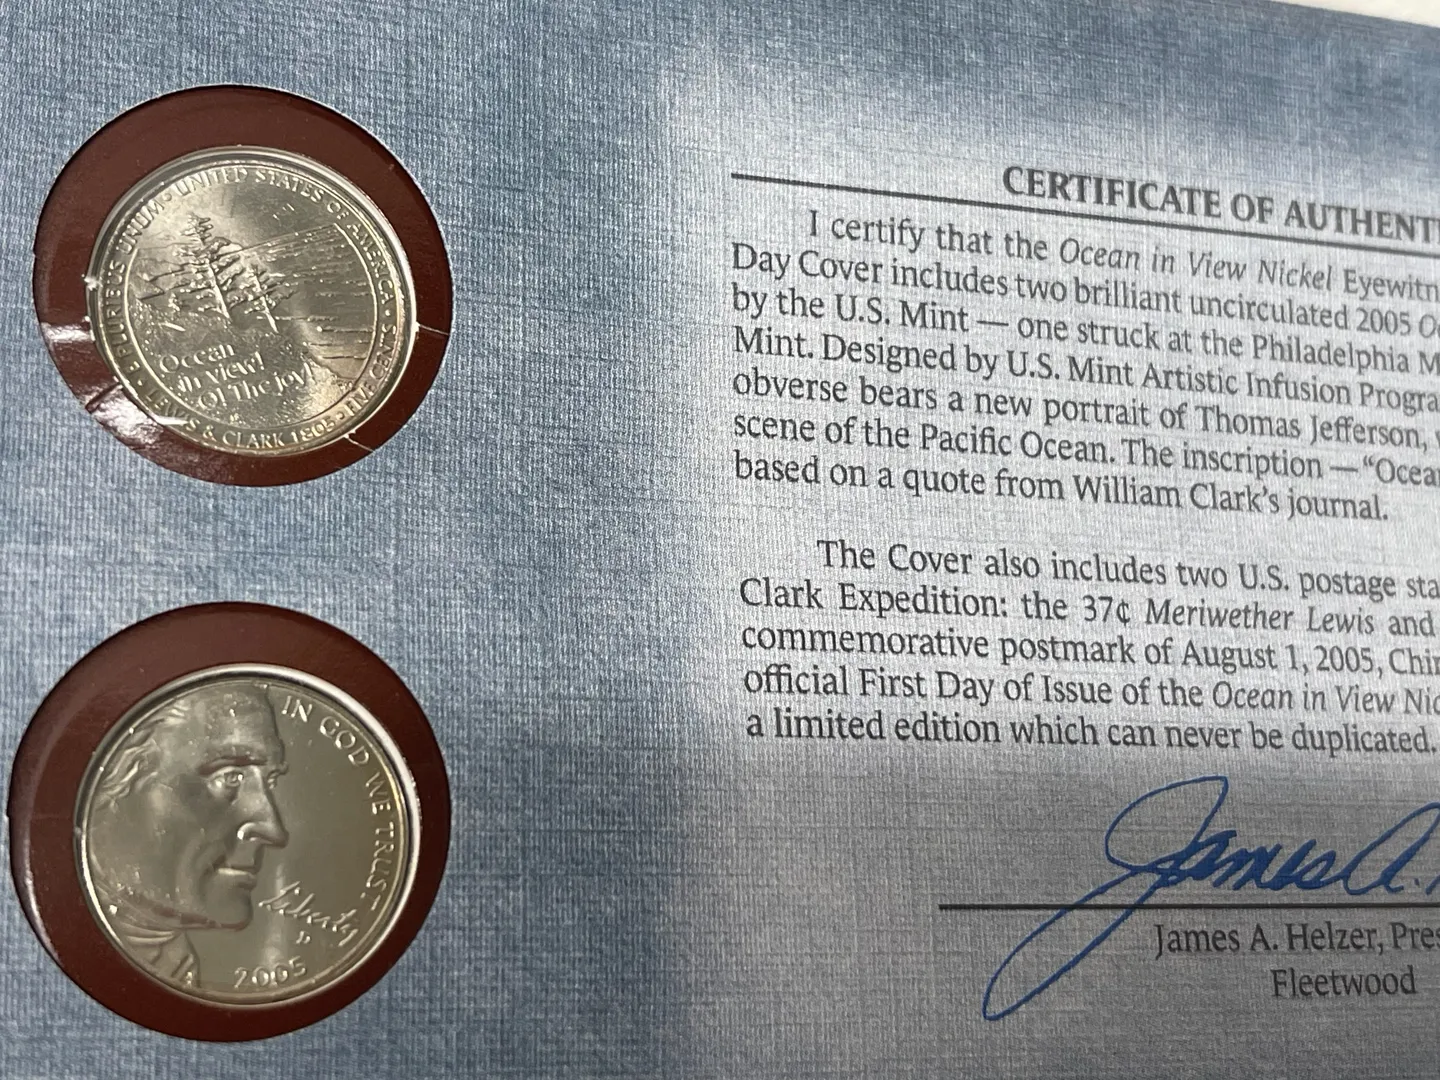 UNITED STATES OF AMERICA
E PLURIBUS UNUM
FIVE CENTS
Ocean
in view!
O! The joy!
LEWIS & CLARK 1805
IN GOD WE TRUST
Liberty
D
2005
CERTIFICATE OF AUTHENTI
I certify that the Ocean in View Nickel Eyewitn
Day Cover includes two brilliant uncirculated 2005 Oc
by the U.S. Mint — one struck at the Philadelphia M
Mint. Designed by U.S. Mint Artistic Infusion Progra
obverse bears a new portrait of Thomas Jefferson,
scene of the Pacific Ocean. The inscription — “Ocea
based on a quote from William Clark’s journal.
The Cover also includes two U.S. postage sta
Clark Expedition: the 37¢ Meriwether Lewis and
commemorative postmark of August 1, 2005, Chin
official First Day of Issue of the Ocean in View Nic
a limited edition which can never be duplicated.
James A.
James A. Helzer, Pres
Fleetwood